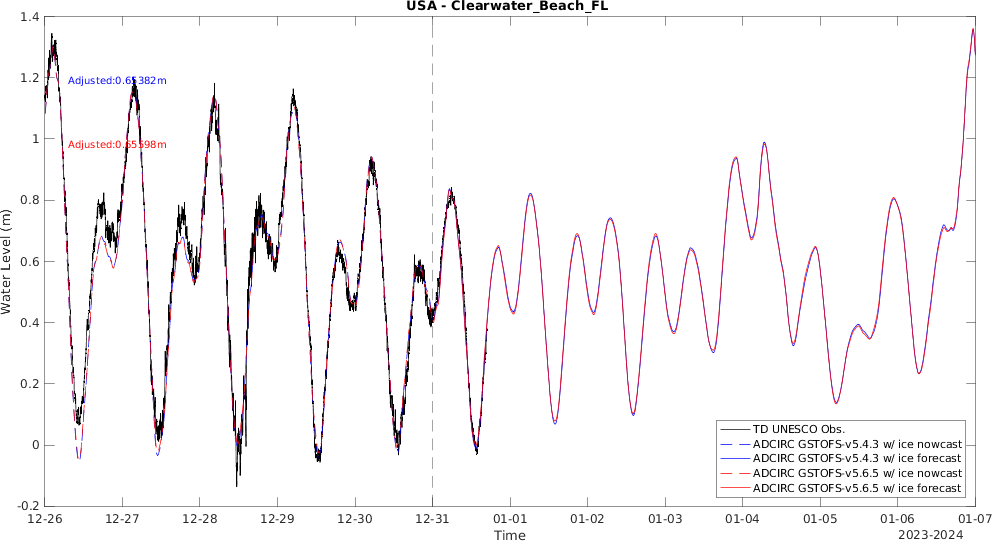 USA - Clearwater_Beach_FL
Water Level (m)
1.4
1.2
1
0.8
0.6
0.4
0.2
0
-0.2
Adjusted:0.65382m
Adjusted:0.65598m
TD UNESCO Obs.
ADCIRC GSTOFS-v5.4.3 w/ ice nowcast
ADCIRC GSTOFS-v5.4.3 w/ ice forecast
ADCIRC GSTOFS-v5.6.5 w/ ice nowcast
ADCIRC GSTOFS-v5.6.5 w/ ice forecast
12-26 12-27 12-28 12-29 12-30 12-31 01-01 01-02 01-03 01-04 01-05 01-06 01-07
Time
2023-2024